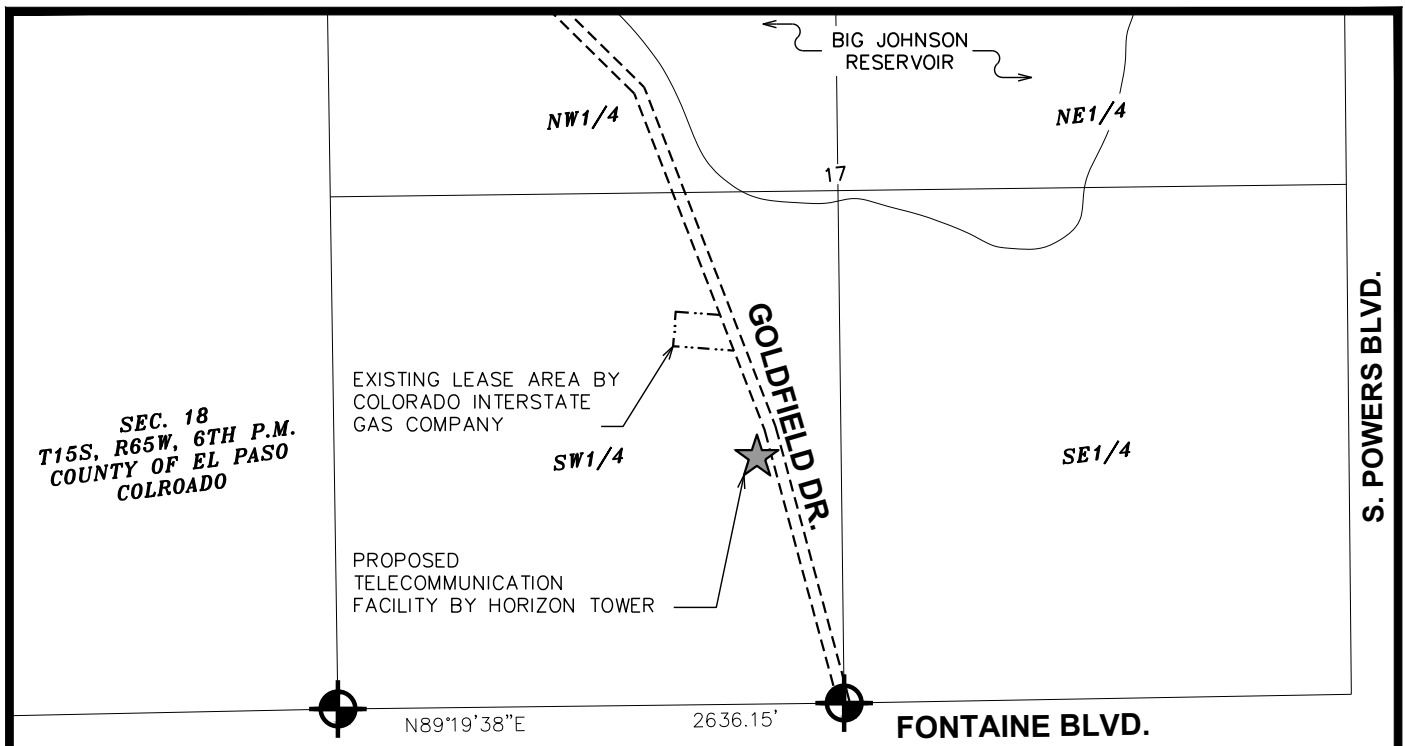 BIG JOHNSON
RESERVOIR
NW1/4
NE1/4
17
S. POWERS BLVD.
GOLDFIELD DR.
EXISTING LEASE AREA BY
COLORADO INTERSTATE
GAS COMPANY
SEC. 18
T15S, R65W, 6TH P.M.
COUNTY OF EL PASO
COLROADO
SW1/4
SE1/4
PROPOSED
TELECOMMUNICATION
FACILITY BY HORIZON TOWER
N89°19'38"E
2636.15'
FONTAINE BLVD.